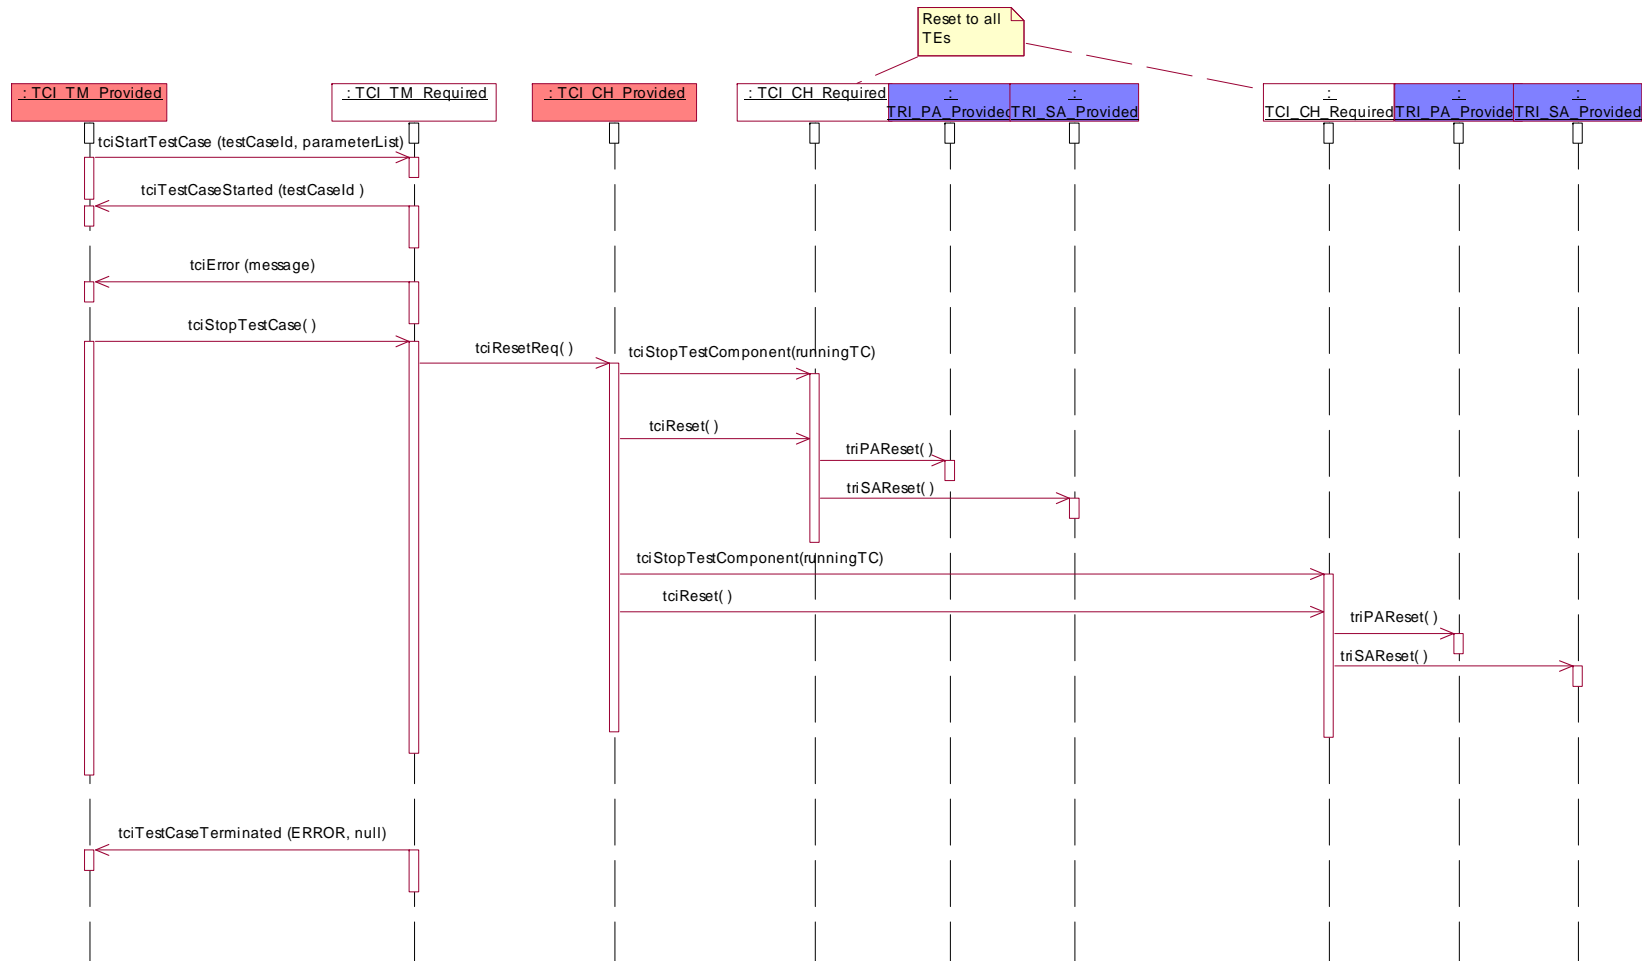 Reset to all
TEs
: TCI_TM_Provided
: TCI_TM_Required
: TCI_CH_Provided
: TCI_CH_Required
:
TRI_PA_Provided
:
TRI_SA_Provided
:
TCI_CH_Required
:
TRI_PA_Provide
:
TRI_SA_Provided
tciStartTestCase (testCaseId, parameterList)
tciTestCaseStarted (testCaseId )
tciError (message)
tciStopTestCase( )
tciResetReq( )
tciStopTestComponent(runningTC)
tciReset( )
triPAReset( )
triSAReset( )
tciStopTestComponent(runningTC)
tciReset( )
triPAReset( )
triSAReset( )
tciTestCaseTerminated (ERROR, null)